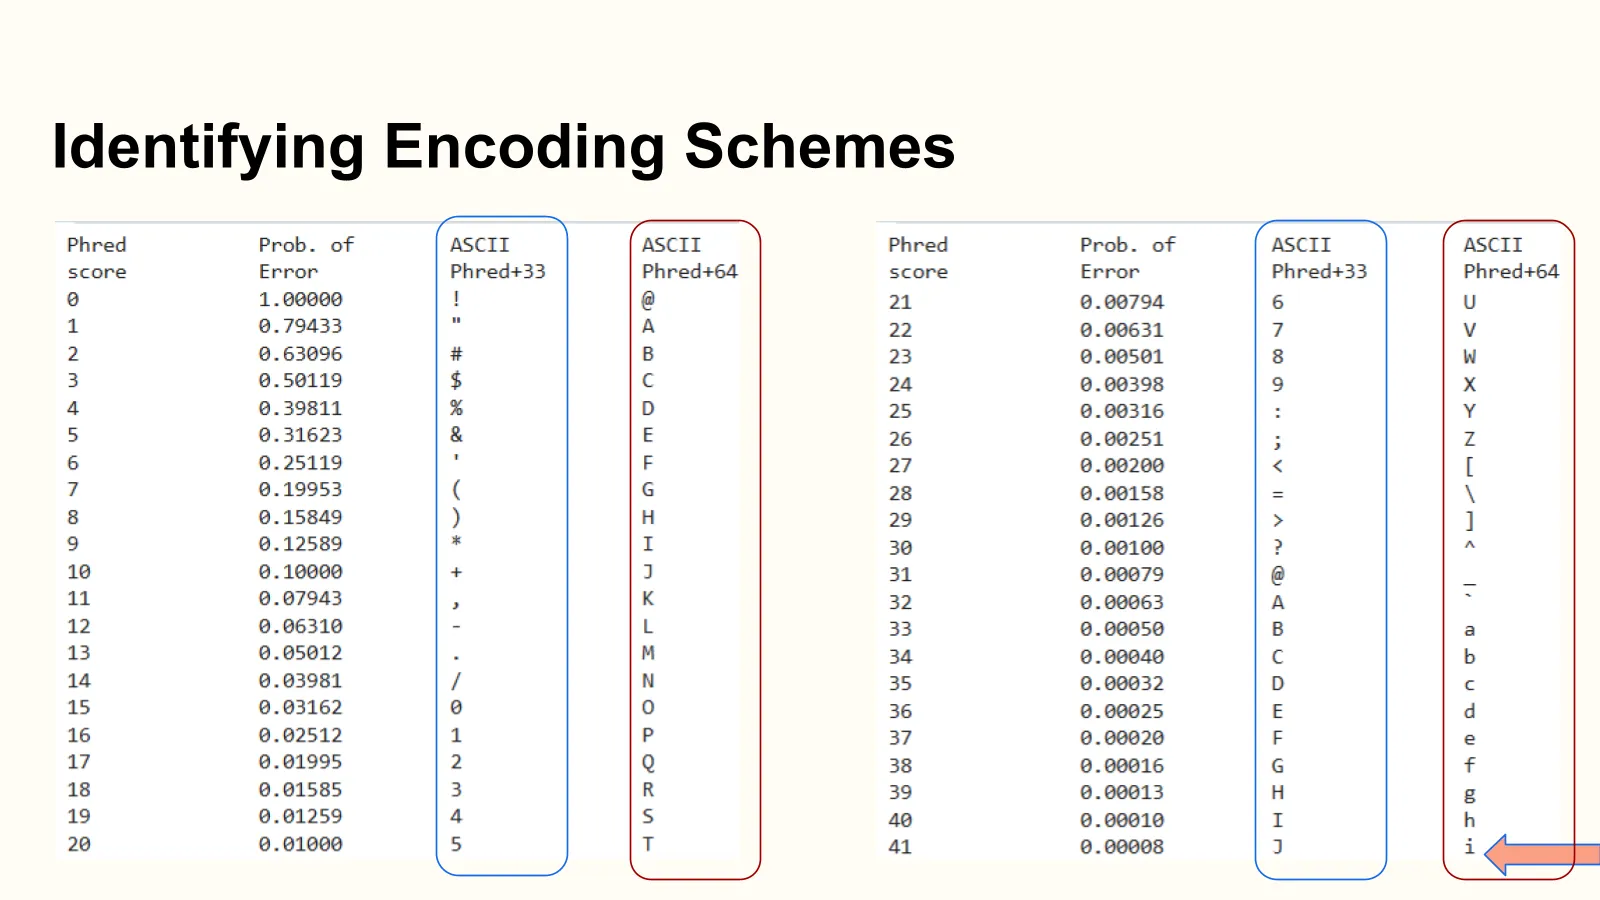 Identifying Encoding Schemes
Phred Prob. of ASCII ASCII
score Error Phred+33 Phred+64
0 1.00000 ! @
1 0.79433 " A
2 0.63096 # B
3 0.50119 $ C
4 0.39811 % D
5 0.31623 & E
6 0.25119 ' F
7 0.19953 ( G
8 0.15849 ) H
9 0.12589 * I
10 0.10000 + J
11 0.07943 , K
12 0.06310 - L
13 0.05012 . M
14 0.03981 / N
15 0.03162 0 O
16 0.02512 1 P
17 0.01995 2 Q
18 0.01585 3 R
19 0.01259 4 S
20 0.01000 5 T
Phred Prob. of ASCII ASCII
score Error Phred+33 Phred+64
21 0.00794 6 U
22 0.00631 7 V
23 0.00501 8 W
24 0.00398 9 X
25 0.00316 : Y
26 0.00251 ; Z
27 0.00200 < [
28 0.00158 = \
29 0.00126 > ]
30 0.00100 ? ^
31 0.00079 @ _
32 0.00063 A `
33 0.00050 B a
34 0.00040 C b
35 0.00032 D c
36 0.00025 E d
37 0.00020 F e
38 0.00016 G f
39 0.00013 H g
40 0.00010 I h
41 0.00008 J i